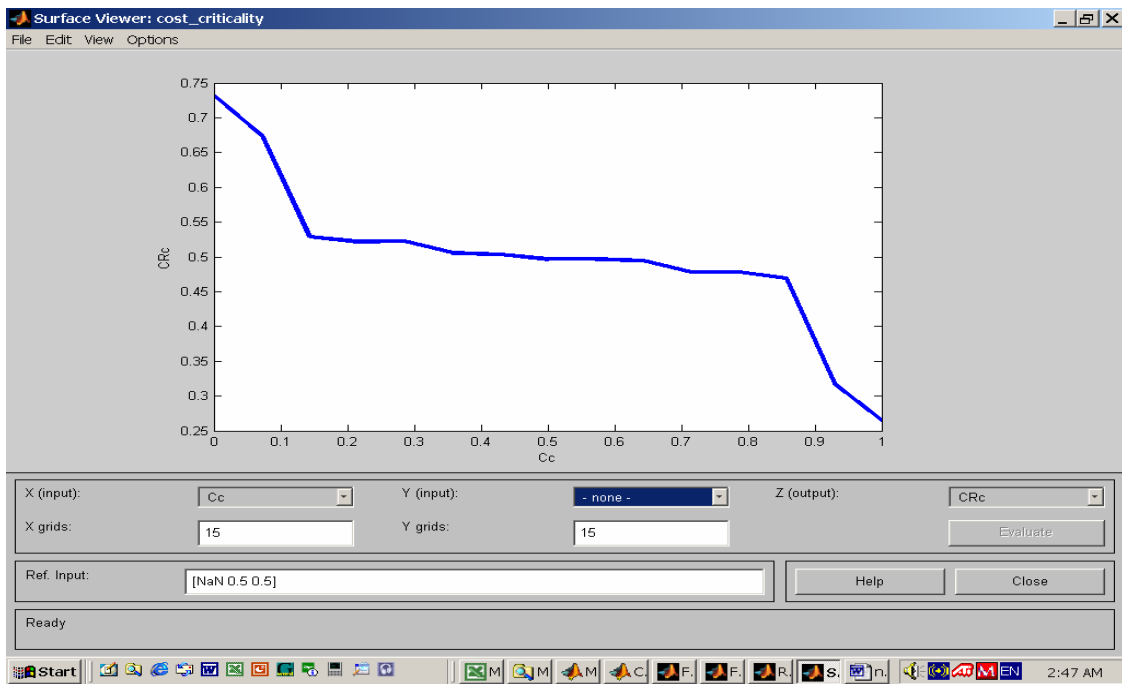 Surface Viewer: cost_criticality
File Edit View Options
0.75
0.7
0.65
0.6
0.55
0.5
0.45
0.4
0.35
0.3
0.25
CRc
0 0.1 0.2 0.3 0.4 0.5 0.6 0.7 0.8 0.9 1
Cc
X (input): Cc Y (input): - none - Z (output): CRc
X grids: 15 Y grids: 15 Evaluate
Ref. Input: [NaN 0.5 0.5] Help Close
Ready
Start M M M C. F. F. R. S. n. EN 2:47 AM